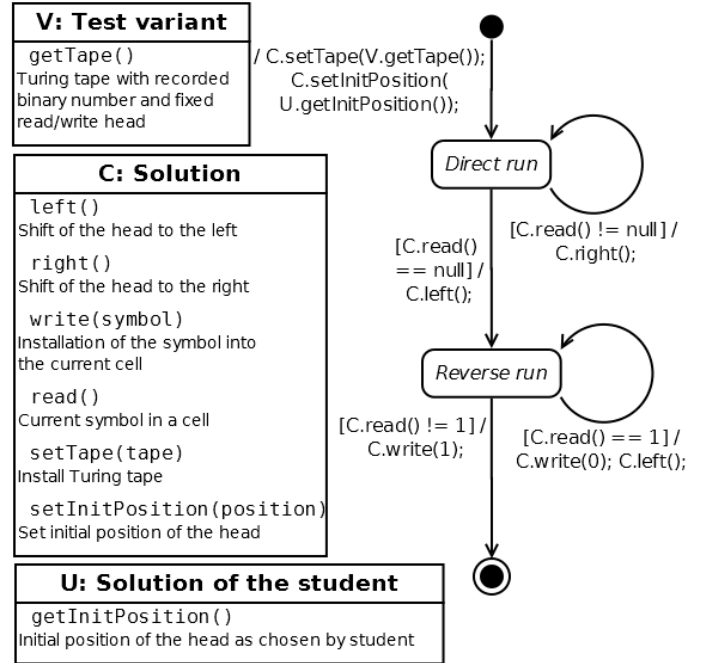 V: Test variant
getTape()
Turing tape with recorded
binary number and fixed
read/write head
/ C.setTape(V.getTape());
C.setInitPosition(
U.getInitPosition());
C: Solution
left()
Shift of the head to the left
right()
Shift of the head to the right
write(symbol)
Installation of the symbol into
the current cell
read()
Current symbol in a cell
setTape(tape)
Install Turing tape
setInitPosition(position)
Set initial position of the head
Direct run
[C.read() != null] /
C.right();
[C.read()
== null] /
C.left();
Reverse run
[C.read() != 1] /
C.write(1);
[C.read() == 1] /
C.write(0); C.left();
U: Solution of the student
getInitPosition()
Initial position of the head as chosen by student